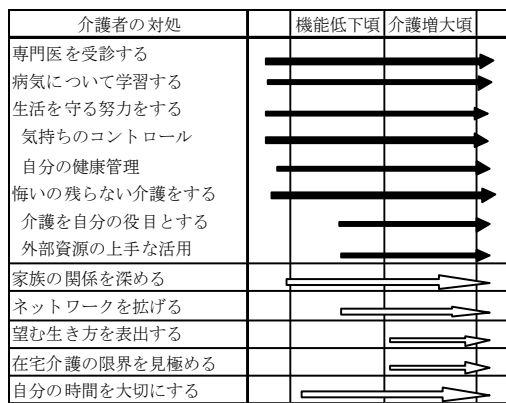 介護者の対処 機能低下頃 介護増大頃
専門医を受診する
病気について学習する
生活を守る努力をする
気持ちのコントロール
自分の健康管理
悔いの残らない介護をする
介護を自分の役目とする
外部資源の上手な活用
家族の関係を深める
ネットワークを拡げる
望む生き方を表出する
在宅介護の限界を見極める
自分の時間を大切にする